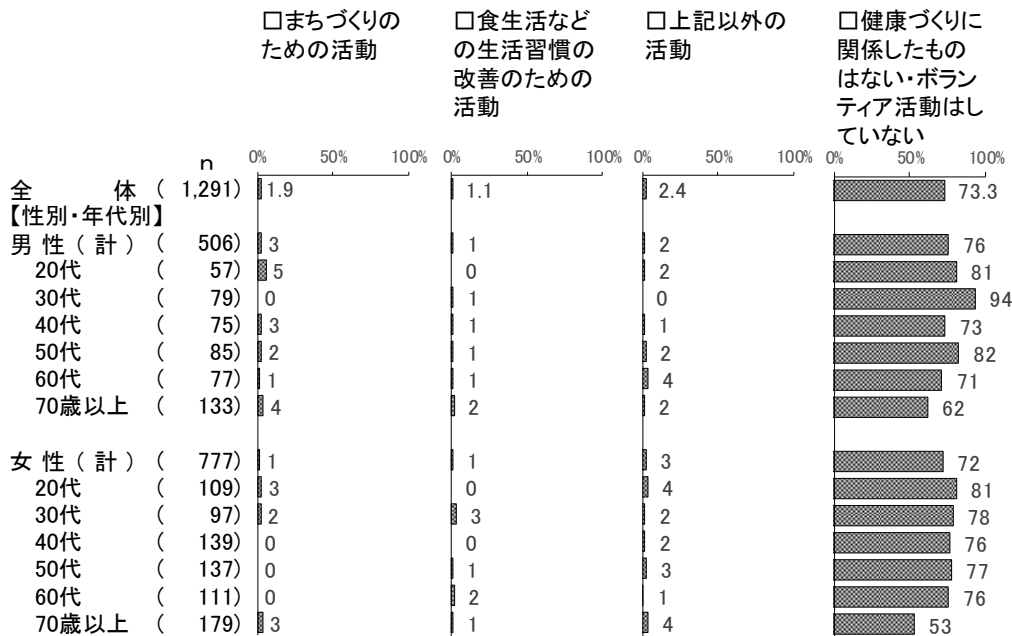 □まちづくりの
ための活動
□食生活など
の生活習慣の
改善のための
活動
□上記以外の
活動
□健康づくりに
関係したもの
はない・ボラン
ティア活動はし
ていない
n 0% 50% 100% 0% 50% 100% 0% 50% 100% 0% 50% 100%
全 体 ( 1,291) 1.9 1.1 2.4 73.3
【性別・年代別】
男 性 ( 計 ) ( 506) 3 1 2 76
20代 ( 57) 5 0 2 81
30代 ( 79) 0 1 0 94
40代 ( 75) 3 1 1 73
50代 ( 85) 2 1 2 82
60代 ( 77) 1 1 4 71
70歳以上 ( 133) 4 2 2 62
女 性 ( 計 ) ( 777) 1 1 3 72
20代 ( 109) 3 0 4 81
30代 ( 97) 2 3 2 78
40代 ( 139) 0 0 2 76
50代 ( 137) 0 1 3 77
60代 ( 111) 0 2 1 76
70歳以上 ( 179) 3 1 4 53